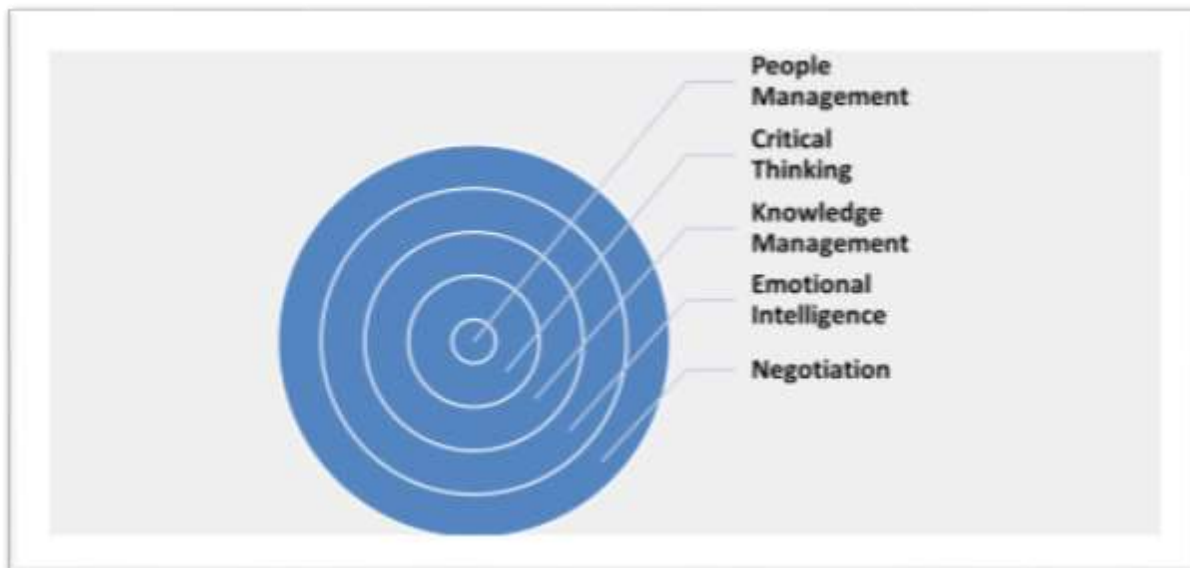 People
Management
Critical
Thinking
Knowledge
Management
Emotional
Intelligence
Negotiation